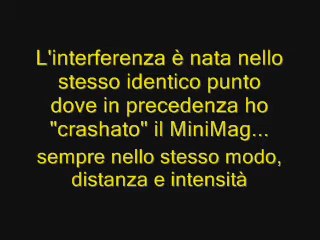 L'interferenza è nata nello
stesso identico punto
dove in precedenza ho
"crashato" il MiniMag...
sempre nello stesso modo,
distanza e intensità